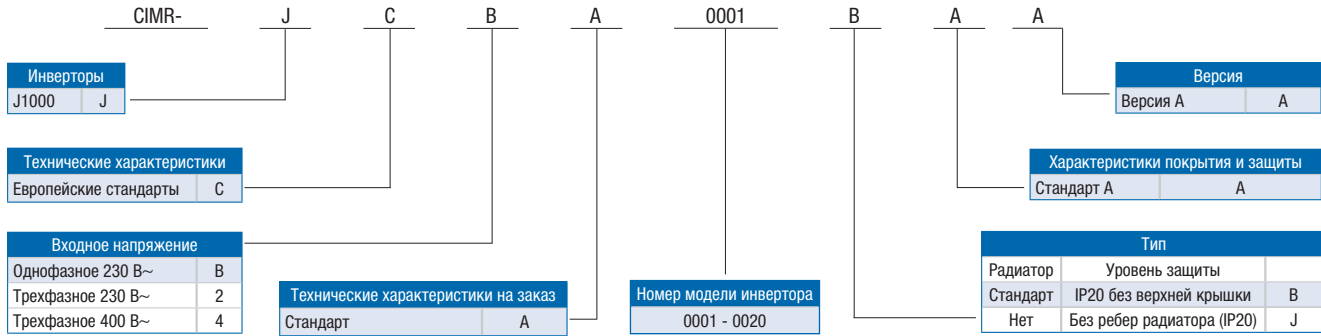 CIMR- J C B A 0001 B A A
Инверторы
J1000 J
Версия
Версия А А
Технические характеристики
Европейские стандарты C
Характеристики покрытия и защиты
Стандарт А А
Входное напряжение
Однофазное 230 В~ B
Трехфазное 230 В~ 2
Трехфазное 400 В~ 4
Технические характеристики на заказ
Стандарт А
Номер модели инвертора
0001 - 0020
Тип
Радиатор Уровень защиты
Стандарт IP20 без верхней крышки B
Нет Без ребер радиатора (IP20) J